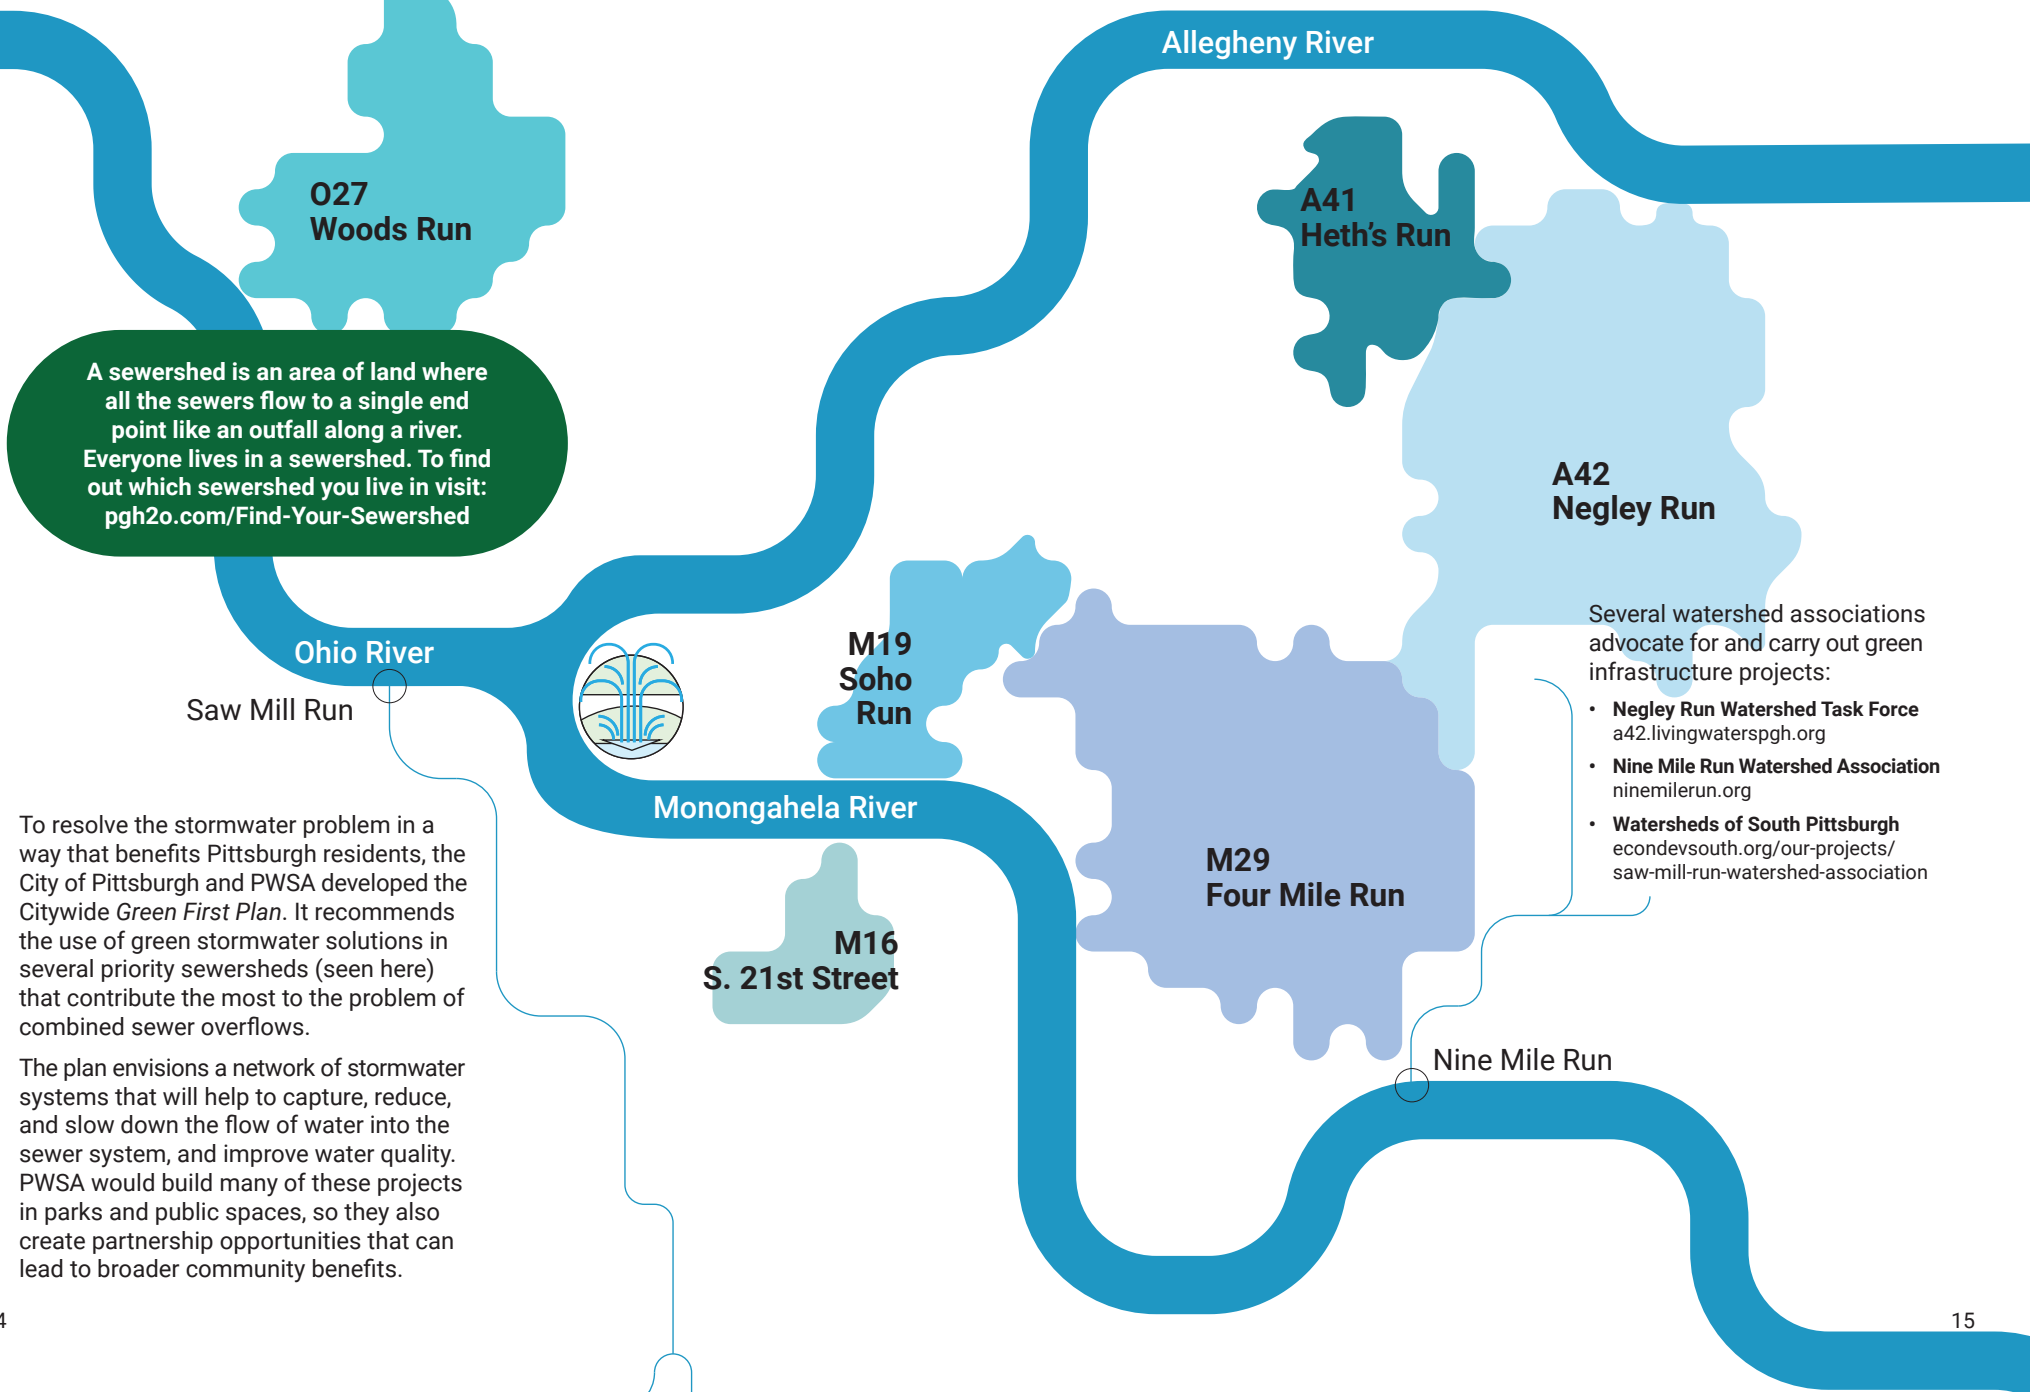 Allegheny River
O27
Woods Run
A41
Heth's Run
A sewershed is an area of land where
all the sewers flow to a single end
point like an outfall along a river.
Everyone lives in a sewershed. To find
out which sewershed you live in visit:
pgh2o.com/Find-Your-Sewershed
A42
Negley Run
Ohio River
Saw Mill Run
M19
Soho
Run
Monongahela River
M29
Four Mile Run
M16
S. 21st Street
Nine Mile Run
To resolve the stormwater problem in a
way that benefits Pittsburgh residents, the
City of Pittsburgh and PWSA developed the
Citywide Green First Plan. It recommends
the use of green stormwater solutions in
several priority sewersheds (seen here)
that contribute the most to the problem of
combined sewer overflows.
The plan envisions a network of stormwater
systems that will help to capture, reduce,
and slow down the flow of water into the
sewer system, and improve water quality.
PWSA would build many of these projects
in parks and public spaces, so they also
create partnership opportunities that can
lead to broader community benefits.
Several watershed associations
advocate for and carry out green
infrastructure projects:
• Negley Run Watershed Task Force
a42.livingwaterspgh.org
• Nine Mile Run Watershed Association
ninemilerun.org
• Watersheds of South Pittsburgh
econdevsouth.org/our-projects/
saw-mill-run-watershed-association
4
15